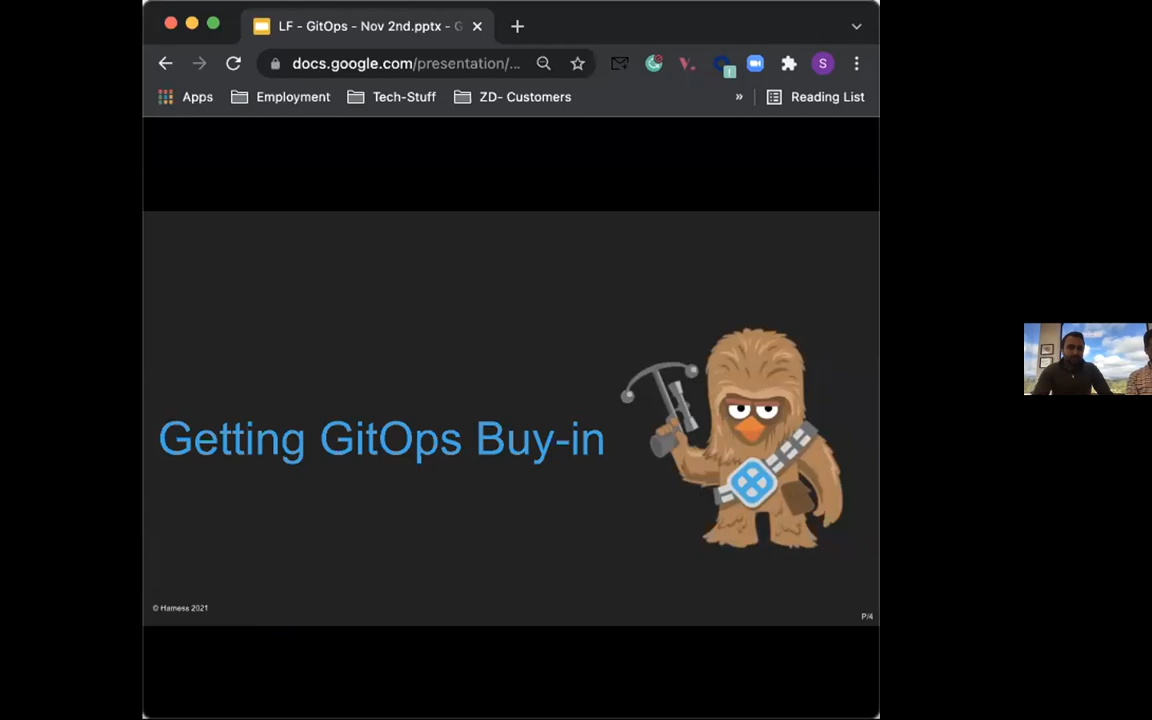 LF - GitOps - Nov 2nd.pptx - G
docs.google.com/presentation/...
S
Apps
Employment
Tech-Stuff
ZD- Customers
»
Reading List
Getting GitOps Buy-in
© Harness 2021
P/4